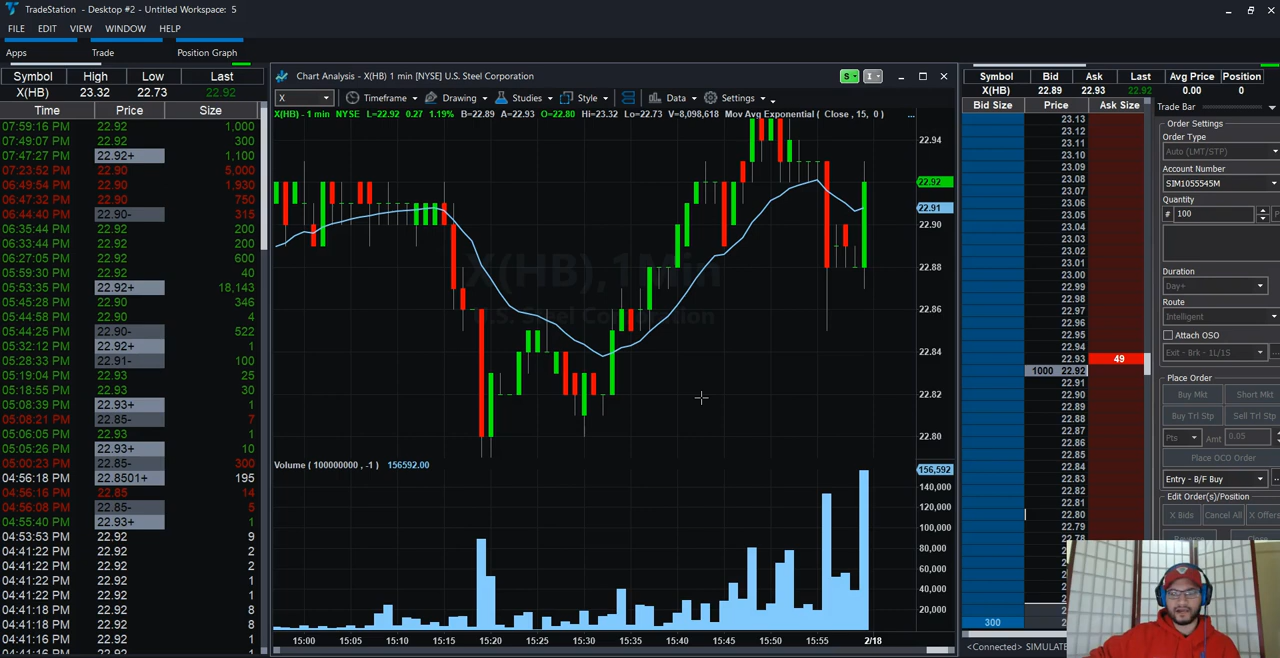 TradeStation - Desktop #2 - Untitled Workspace: 5
FILE EDIT VIEW WINDOW HELP
Apps Trade Position Graph
Symbol High Low Last
X(HB) 23.32 22.73 22.92
Time Price Size
07:59:16 PM 22.92 1,000
07:49:07 PM 22.92 300
07:47:27 PM 22.92+ 1,100
07:23:52 PM 22.90 5,000
06:49:54 PM 22.90 1,930
06:47:32 PM 22.90 750
06:44:40 PM 22.90- 315
06:35:44 PM 22.92 200
06:33:44 PM 22.92 200
06:27:05 PM 22.92 600
05:59:30 PM 22.92 40
05:53:35 PM 22.92+ 18,143
05:45:28 PM 22.90 346
05:44:58 PM 22.90 4
05:44:25 PM 22.90- 522
05:32:12 PM 22.92+ 1
05:28:33 PM 22.91- 100
05:19:04 PM 22.93 25
05:18:55 PM 22.93 30
05:08:39 PM 22.93+ 1
05:08:21 PM 22.85- 7
05:06:05 PM 22.93 1
05:05:26 PM 22.93+ 10
05:00:23 PM 22.85- 300
04:56:18 PM 22.8501+ 195
04:56:16 PM 22.85 14
04:56:08 PM 22.85- 5
04:55:40 PM 22.93+ 1
04:53:53 PM 22.92 9
04:41:22 PM 22.92 2
04:41:22 PM 22.92 2
04:41:22 PM 22.92 1
04:41:22 PM 22.92 1
04:41:18 PM 22.92 8
04:41:18 PM 22.92 8
04:41:16 PM 22.92
Chart Analysis - X(HB) 1 min [NYSE] U.S. Steel Corporation
S I
X Timeframe Drawing Studies Style Data Settings
X(HB) - 1 min NYSE L=22.92 0.27 1.19% B=22.89 A=22.93 O=22.80 Hi=23.32 Lo=22.73 V=8,098,618 Mov Avg Exponential ( Close , 15, 0 ) ...
X(HB), 1Min
U.S. Steel Corporation
22.94
22.92
22.91
22.90
22.88
22.86
22.84
22.82
22.80
Volume ( 100000000 , -1 ) 156592.00
156,592
140,000
120,000
100,000
80,000
60,000
40,000
20,000
15:00 15:05 15:10 15:15 15:20 15:25 15:30 15:35 15:40 15:45 15:50 15:55 2/18
Symbol Bid Ask Last Avg Price Position
X(HB) 22.89 22.93 22.92 0.00 0
Bid Size Price Ask Size
23.13
23.12
23.11
23.10
23.09
23.08
23.07
23.06
23.05
23.04
23.03
23.02
23.01
23.00
22.99
22.98
22.97
22.96
22.95
22.94
22.93 49
1000 22.92
22.91
22.90
22.89
22.88
22.87
22.86
22.85
22.84
22.83
22.82
22.81
22.80
22.79
22.78
300
<Connected> SIMULATE
Trade Bar
Order Settings
Order Type
Auto (LMT/STP)
Account Number
SIM1055545M
Quantity
# 100
Duration
Day+
Route
Intelligent
Attach OSO
Exit - Brk - 1L/1S
Place Order
Buy Mkt Short Mkt
Buy Trl Stp Sell Trl Stp
Pts Amt 0.05
Place OCO Order
Entry - B/F Buy
Edit Order(s)/Position
X Bids Cancel All X Offers